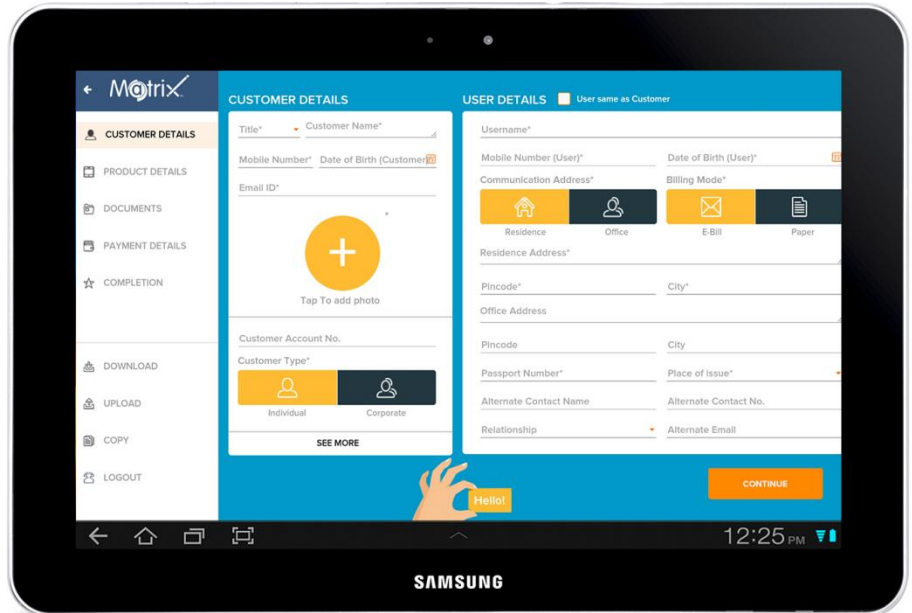 M@trix
CUSTOMER DETAILS
PRODUCT DETAILS
DOCUMENTS
PAYMENT DETAILS
COMPLETION
DOWNLOAD
UPLOAD
COPY
LOGOUT
CUSTOMER DETAILS
Title* Customer Name*
Mobile Number* Date of Birth (Customer)
Email ID*
Tap To add photo
Customer Account No.
Customer Type*
Individual Corporate
SEE MORE
USER DETAILS User same as Customer
Username*
Mobile Number (User)* Date of Birth (User)*
Communication Address* Billing Mode*
Residence Office E-Bill Paper
Residence Address*
Pincode* City*
Office Address
Pincode City
Passport Number* Place of Issue*
Alternate Contact Name Alternate Contact No.
Relationship Alternate Email
Hello!
CONTINUE
12:25 PM
SAMSUNG